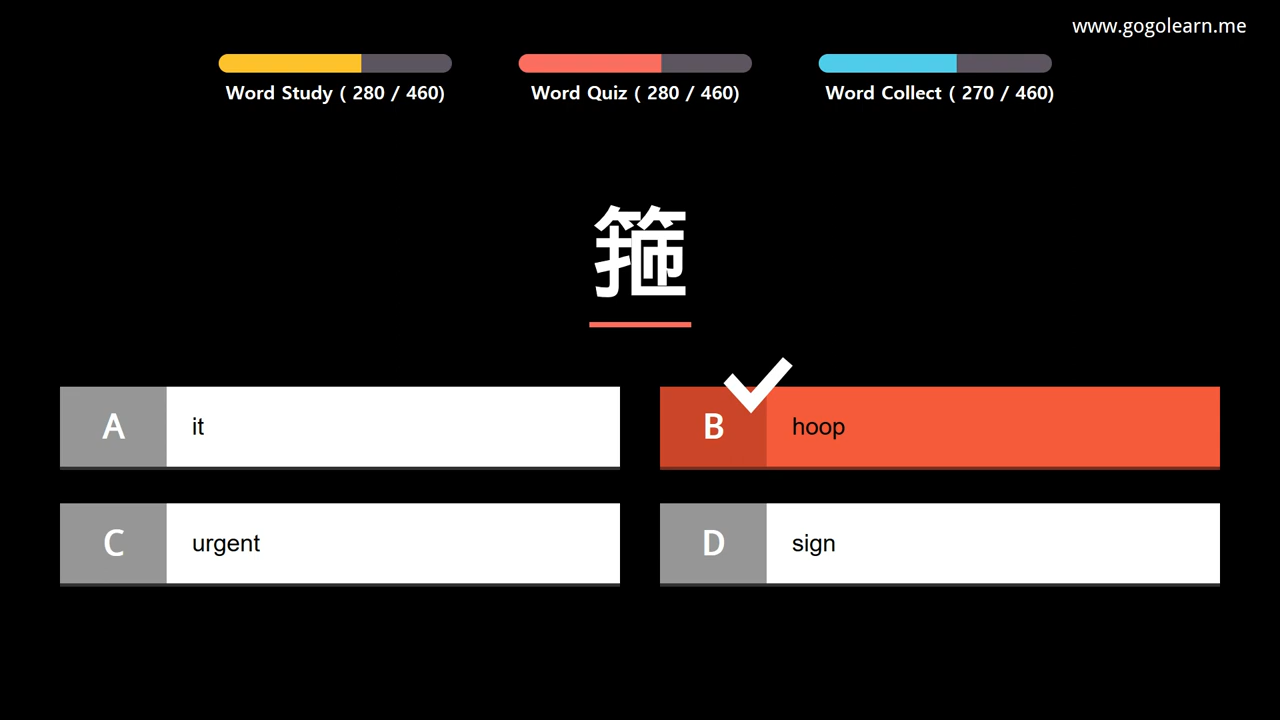 www.gogolearn.me
Word Study ( 280 / 460)
Word Quiz ( 280 / 460)
Word Collect ( 270 / 460)
箍
A it
B hoop
C urgent
D sign